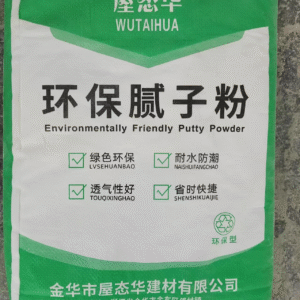 屋态华
WUTAIHUA
环保腻子粉
Environmentally Friendly Putty Powder
绿色环保
LVSEHUANBAO
耐水防潮
NAISHUIFANGCHAO
透气性好
TOUQIXINGHAO
省时快捷
SHENSHIKUAIJIE
环保型
金华市屋态华建材有限公司